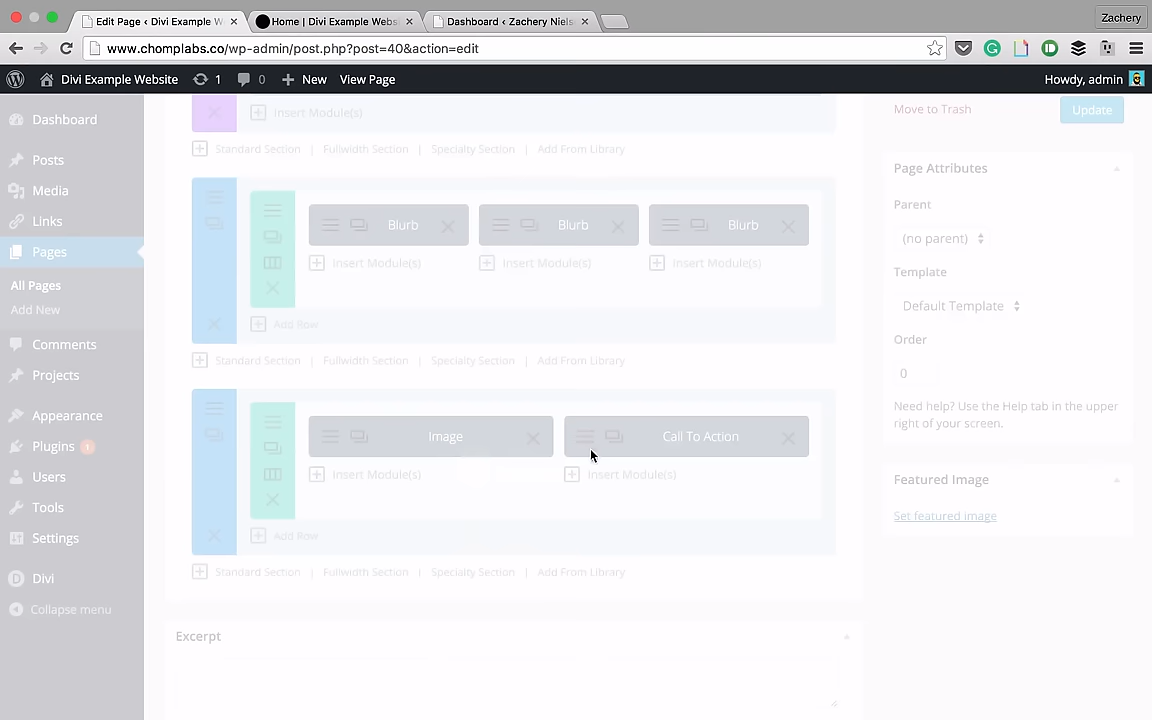 Edit Page ‹ Divi Example W
Home | Divi Example Websi
Dashboard ‹ Zachery Niels
Zachery
www.chomplabs.co/wp-admin/post.php?post=40&action=edit
Divi Example Website 1 0 New View Page Howdy, admin
Dashboard
Posts
Media
Links
Pages
All Pages
Add New
Comments
Projects
Appearance
Plugins 1
Users
Tools
Settings
Divi
Collapse menu
Insert Module(s)
Standard Section | Fullwidth Section | Specialty Section | Add From Library
Blurb Blurb Blurb
Insert Module(s) Insert Module(s) Insert Module(s)
Add Row
Standard Section | Fullwidth Section | Specialty Section | Add From Library
Image Call To Action
Insert Module(s) Insert Module(s)
Add Row
Standard Section | Fullwidth Section | Specialty Section | Add From Library
Excerpt
Move to Trash Update
Page Attributes
Parent
(no parent)
Template
Default Template
Order
0
Need help? Use the Help tab in the upper
right of your screen.
Featured Image
Set featured image